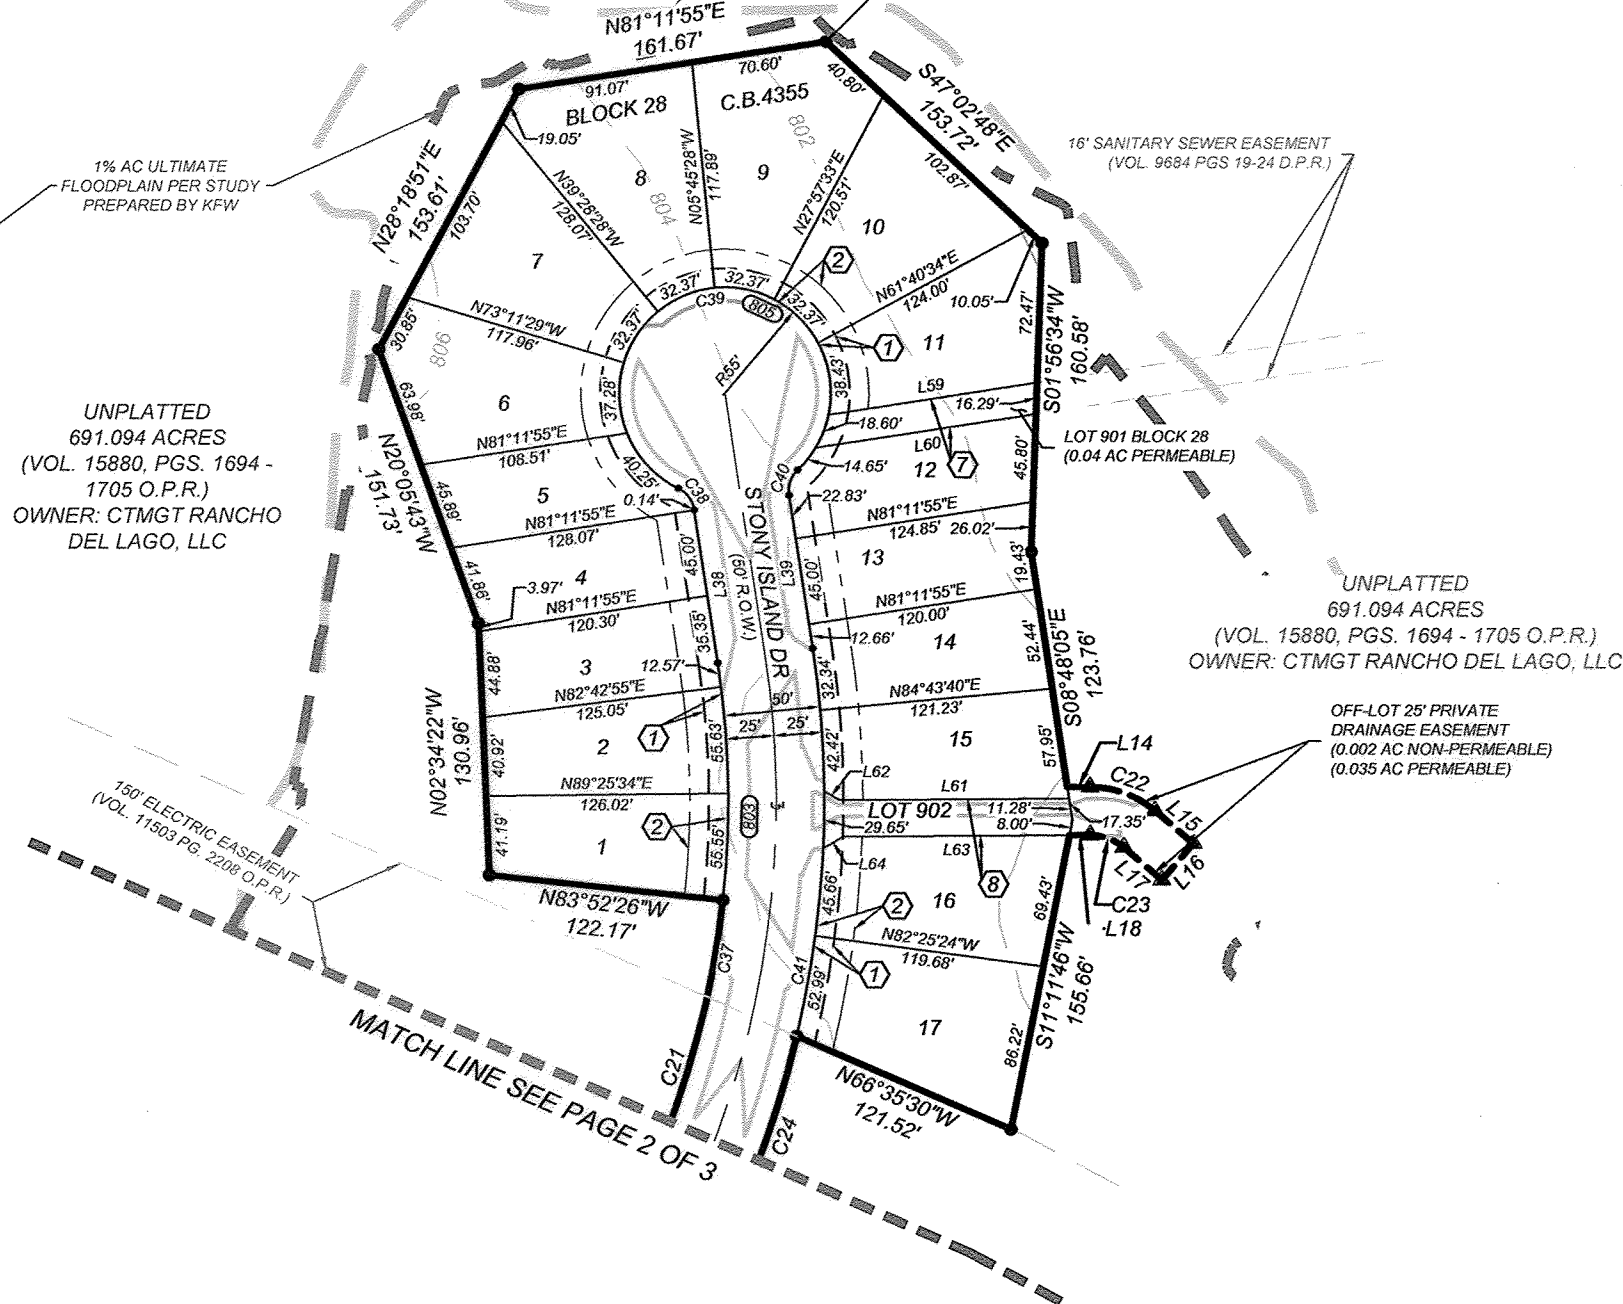 N81°11'55"E
161.67'
91.07'
70.60'
BLOCK 28
C.B.4355
802
40.80'
S47°02'48"E
153.72'
102.87'
16' SANITARY SEWER EASEMENT
(VOL. 9684 PGS 19-24 D.P.R.)
1% AC ULTIMATE
FLOODPLAIN PER STUDY
PREPARED BY KFW
19.05'
N28°18'51"E
153.61'
103.70'
8
9
804
N39°28'28"W
128.07'
N05°45'28"W
117.89'
N27°57'33"E
120.51'
10
7
2
N61°40'34"E
124.00'
10.05'
32.37'
32.37'
32.37'
32.37'
C39
805
N73°11'29"W
117.96'
30.85'
806
R55'
1
11
72.47'
S01°56'34"W
160.58'
38.43'
L59
16.29'
18.60'
L60
12
7
LOT 901 BLOCK 28
(0.04 AC PERMEABLE)
45.80'
UNPLATTED
691.094 ACRES
(VOL. 15880, PGS. 1694 -
1705 O.P.R.)
OWNER: CTMGT RANCHO
DEL LAGO, LLC
63.98'
6
37.28'
N81°11'55"E
108.51'
N20°05'43"W
151.73'
40.25'
C38
0.14'
C40
14.65'
22.83'
5
45.89'
N81°11'55"E
128.07'
N81°11'55"E
124.85'
26.02'
13
19.43'
STONY ISLAND DR
(50' R.O.W.)
L38
L39
45.00'
45.00'
41.86'
4
3.97'
N81°11'55"E
120.30'
N81°11'55"E
120.00'
35.35'
12.66'
14
52.44'
S08°48'05"E
123.76'
UNPLATTED
691.094 ACRES
(VOL. 15880, PGS. 1694 - 1705 O.P.R.)
OWNER: CTMGT RANCHO DEL LAGO, LLC
44.88'
3
12.57'
32.34'
N82°42'55"E
125.05'
N84°43'40"E
121.23'
50'
25'
25'
1
N02°34'22"W
130.96'
2
40.92'
55.63'
42.42'
15
57.95'
OFF-LOT 25' PRIVATE
DRAINAGE EASEMENT
(0.002 AC NON-PERMEABLE)
(0.035 AC PERMEABLE)
L14
C22
L15
L16
L17
C23
L18
L62
L61
LOT 902
11.28'
8.00'
17.35'
29.65'
L63
L64
8
N89°25'34"E
126.02'
803
2
150' ELECTRIC EASEMENT
(VOL. 11503 PG. 2208 O.P.R.)
41.19'
1
55.55'
45.66'
16
69.43'
N83°52'26"W
122.17'
2
N82°25'24"W
119.68'
1
S11°11'46"W
155.66'
C37
C41
52.99'
17
86.22'
C21
C24
N66°35'30"W
121.52'
MATCH LINE SEE PAGE 2 OF 3